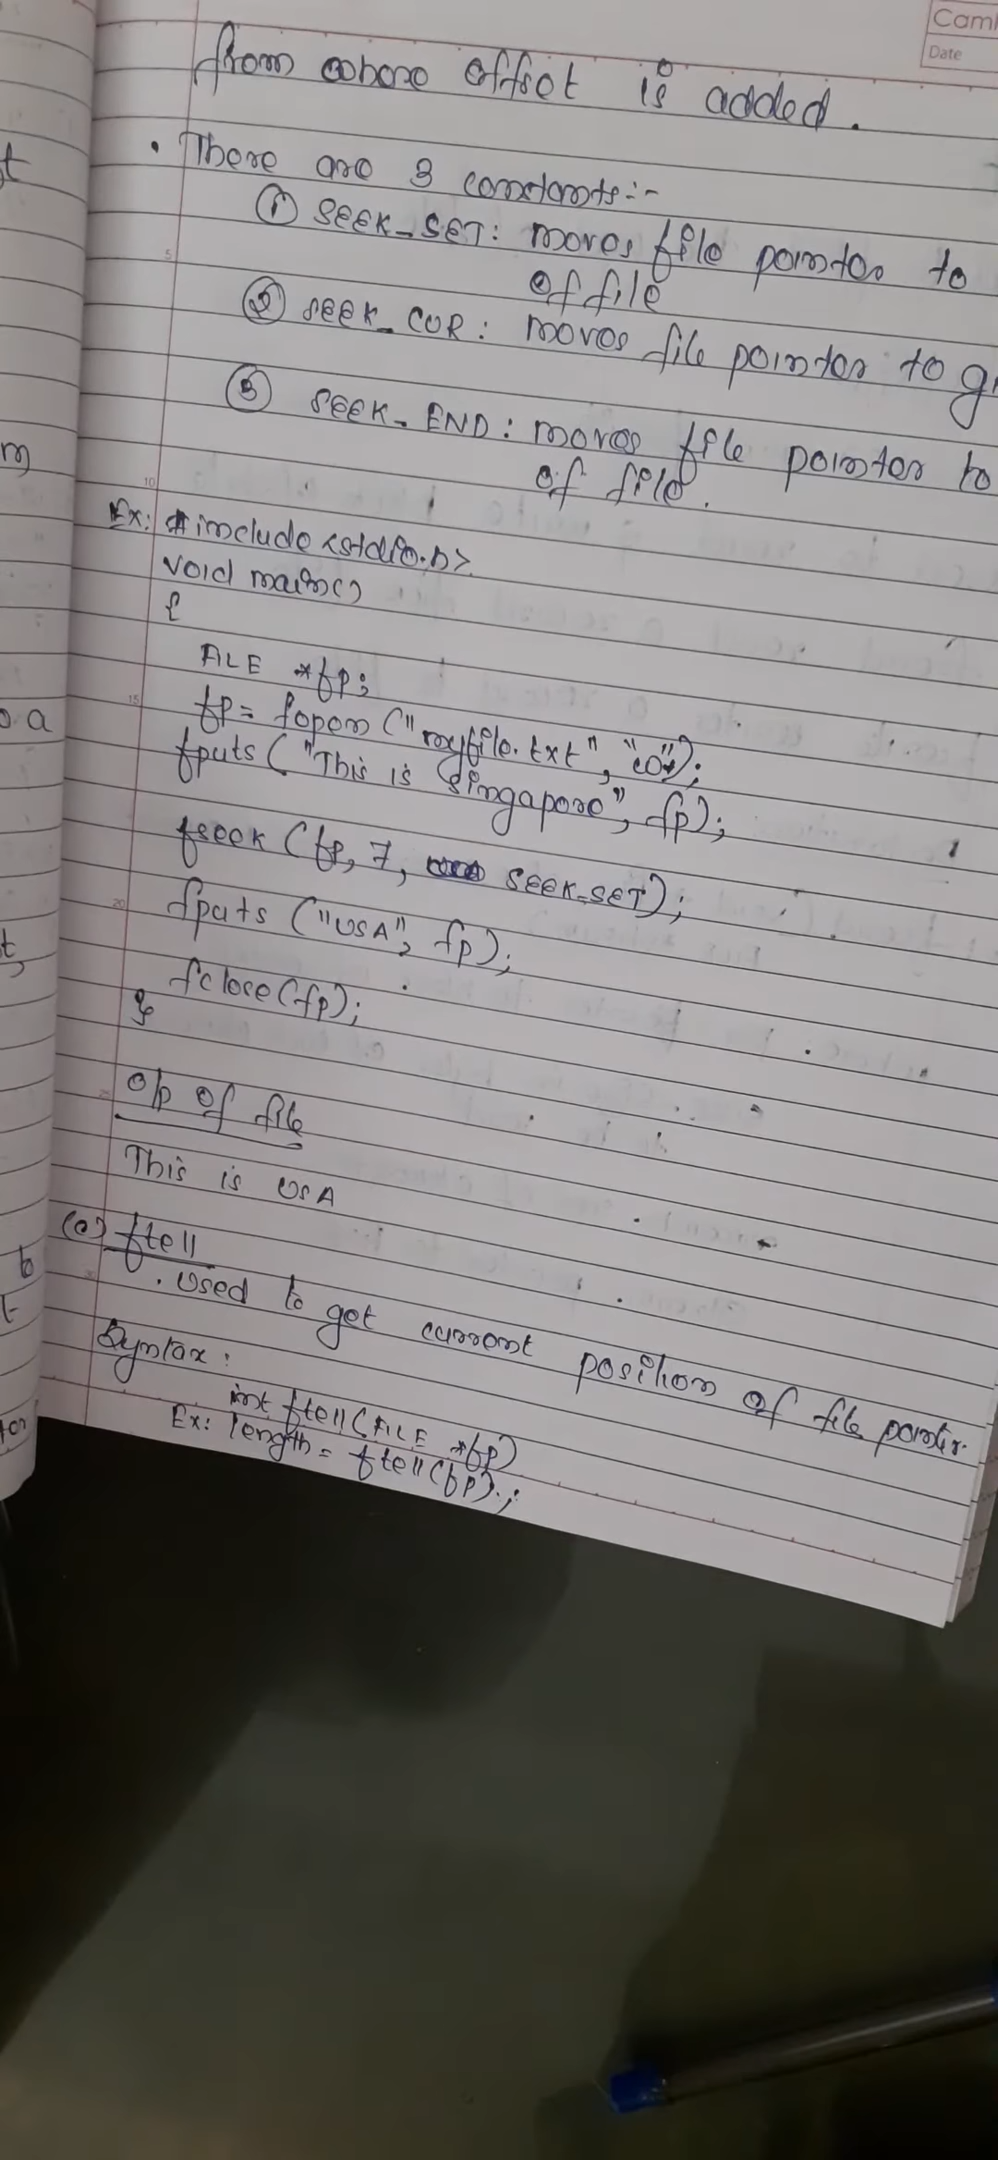 Caml
Date
from where offset is added.
• There are 3 constants:-
① SEEK_SET: moves file pointer to
of file
② SEEK_CUR: moves file pointer to
③ SEEK_END: moves file pointer to
of file.
Ex: #include <stdio.h>
void main()
{
FILE *fp;
fp = fopen ("myfile.txt", "w+");
fputs ("This is Singapore", fp);
fseek (fp, 7, SEEK_SET);
fputs ("USA", fp);
fclose(fp);
}
o/p of file
This is USA
(e) ftell
. Used to get current position of file pointer.
Syntax:
int ftell(FILE *fp)
Ex: length = ftell(fp);